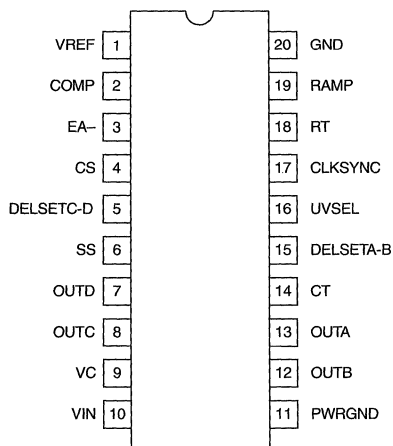 VREF 1 20 GND
COMP 2 19 RAMP
EA– 3 18 RT
CS 4 17 CLKSYNC
DELSETC-D 5 16 UVSEL
SS 6 15 DELSETA-B
OUTD 7 14 CT
OUTC 8 13 OUTA
VC 9 12 OUTB
VIN 10 11 PWRGND